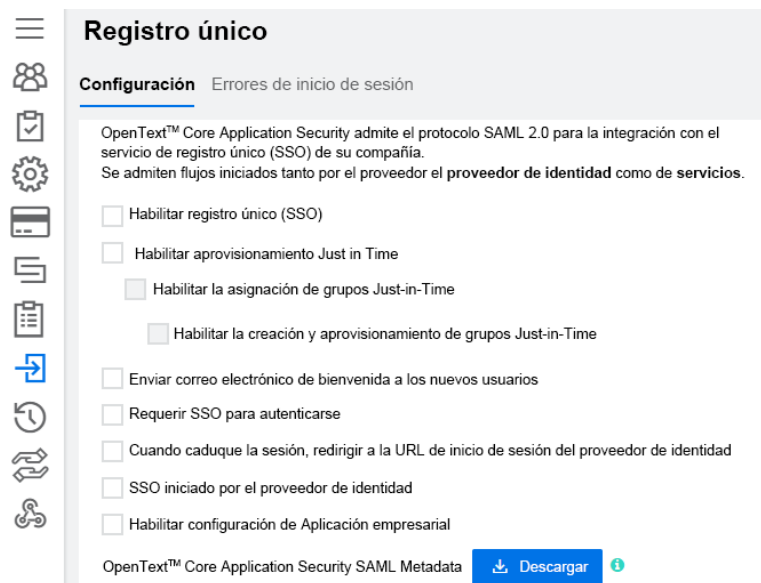 Registro único
Configuración Errores de inicio de sesión
OpenText™ Core Application Security admite el protocolo SAML 2.0 para la integración con el
servicio de registro único (SSO) de su compañía.
Se admiten flujos iniciados tanto por el proveedor el proveedor de identidad como de servicios.
Habilitar registro único (SSO)
Habilitar aprovisionamiento Just in Time
Habilitar la asignación de grupos Just-in-Time
Habilitar la creación y aprovisionamiento de grupos Just-in-Time
Enviar correo electrónico de bienvenida a los nuevos usuarios
Requerir SSO para autenticarse
Cuando caduque la sesión, redirigir a la URL de inicio de sesión del proveedor de identidad
SSO iniciado por el proveedor de identidad
Habilitar configuración de Aplicación empresarial
OpenText™ Core Application Security SAML Metadata Descargar